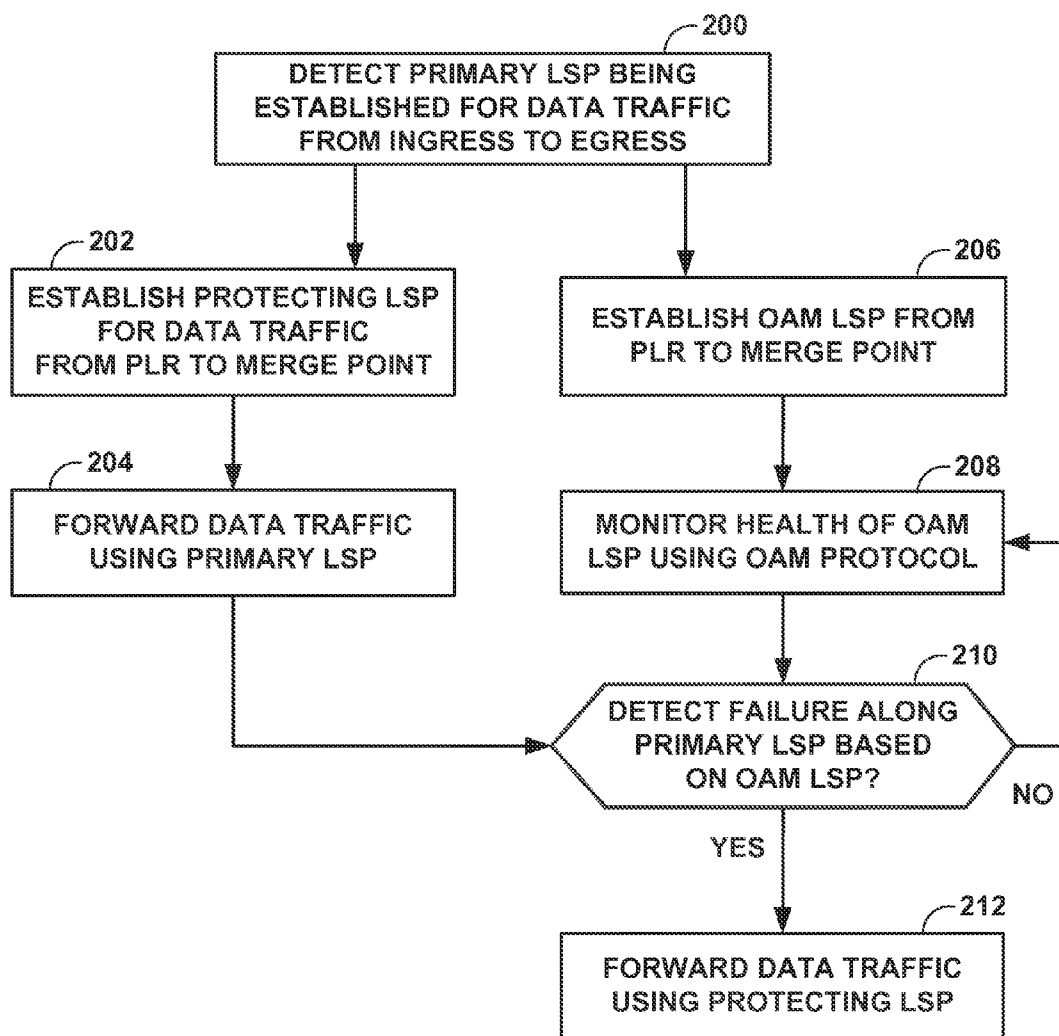 200
DETECT PRIMARY LSP BEING
ESTABLISHED FOR DATA TRAFFIC
FROM INGRESS TO EGRESS
202
ESTABLISH PROTECTING LSP
FOR DATA TRAFFIC
FROM PLR TO MERGE POINT
206
ESTABLISH OAM LSP FROM
PLR TO MERGE POINT
204
FORWARD DATA TRAFFIC
USING PRIMARY LSP
208
MONITOR HEALTH OF OAM
LSP USING OAM PROTOCOL
210
DETECT FAILURE ALONG
PRIMARY LSP BASED
ON OAM LSP?
NO
YES
212
FORWARD DATA TRAFFIC
USING PROTECTING LSP